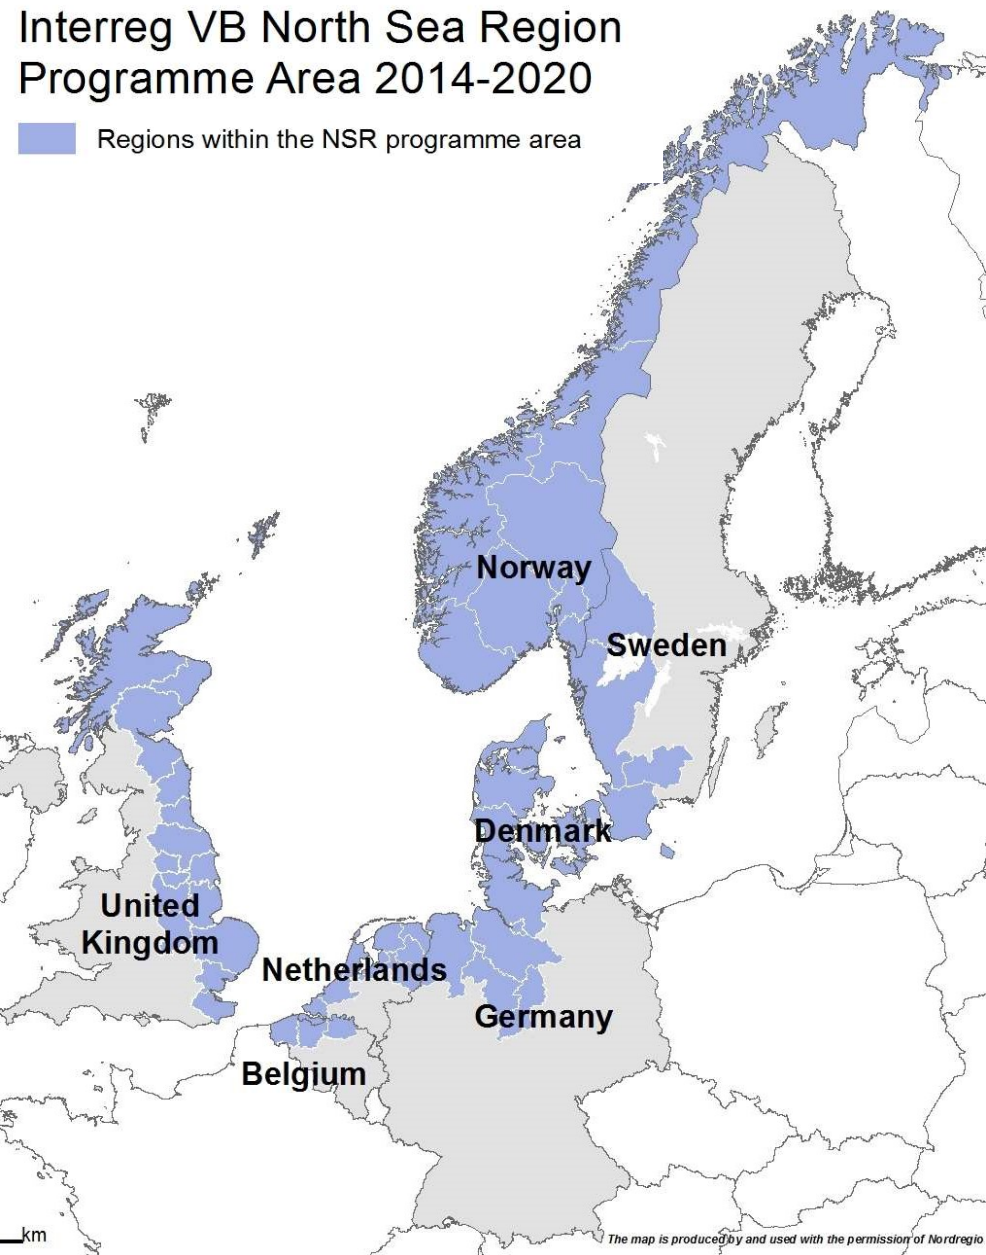 Interreg VB North Sea Region
Programme Area 2014-2020
Regions within the NSR programme area
Norway
Sweden
Denmark
United
Kingdom
Netherlands
Germany
Belgium
km
The map is produced by and used with the permission of Nordregio